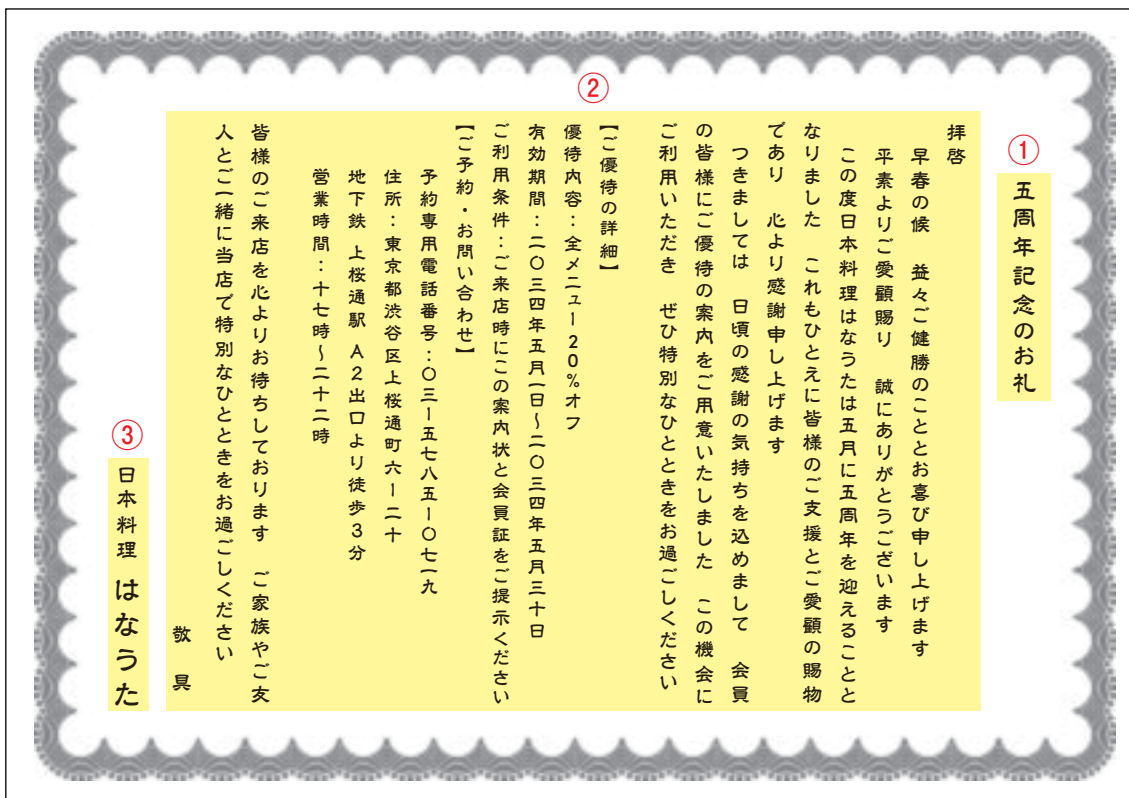 ①
五周年記念のお礼
②
拝啓
早春の候　益々ご健勝のこととお喜び申し上げます
平素よりご愛顧賜り　誠にありがとうございます
この度日本料理はなうたは五月に五周年を迎えることと
なりました　これもひとえに皆様のご支援とご愛顧の賜物
であり　心より感謝申し上げます
つきましては　日頃の感謝の気持ちを込めまして　会員
の皆様にご優待の案内をご用意いたしました　この機会に
ご利用いただき　ぜひ特別なひとときをお過ごしください
【ご優待の詳細】
優待内容：全メニュー20%オフ
有効期間：二〇三四年五月一日～二〇三四年五月三十日
ご利用条件：ご来店時にこの案内状と会員証をご提示ください
【ご予約・お問い合わせ】
予約専用電話番号：〇三ー五七八五ー〇七一九
住所：東京都渋谷区上桜通町六ー二十
地下鉄 上桜通駅 A2出口より徒歩3分
営業時間：十七時～二十二時
皆様のご来店を心よりお待ちしております　ご家族やご友
人とご一緒に当店で特別なひとときをお過ごしください
敬　具
③
日本料理 はなうた